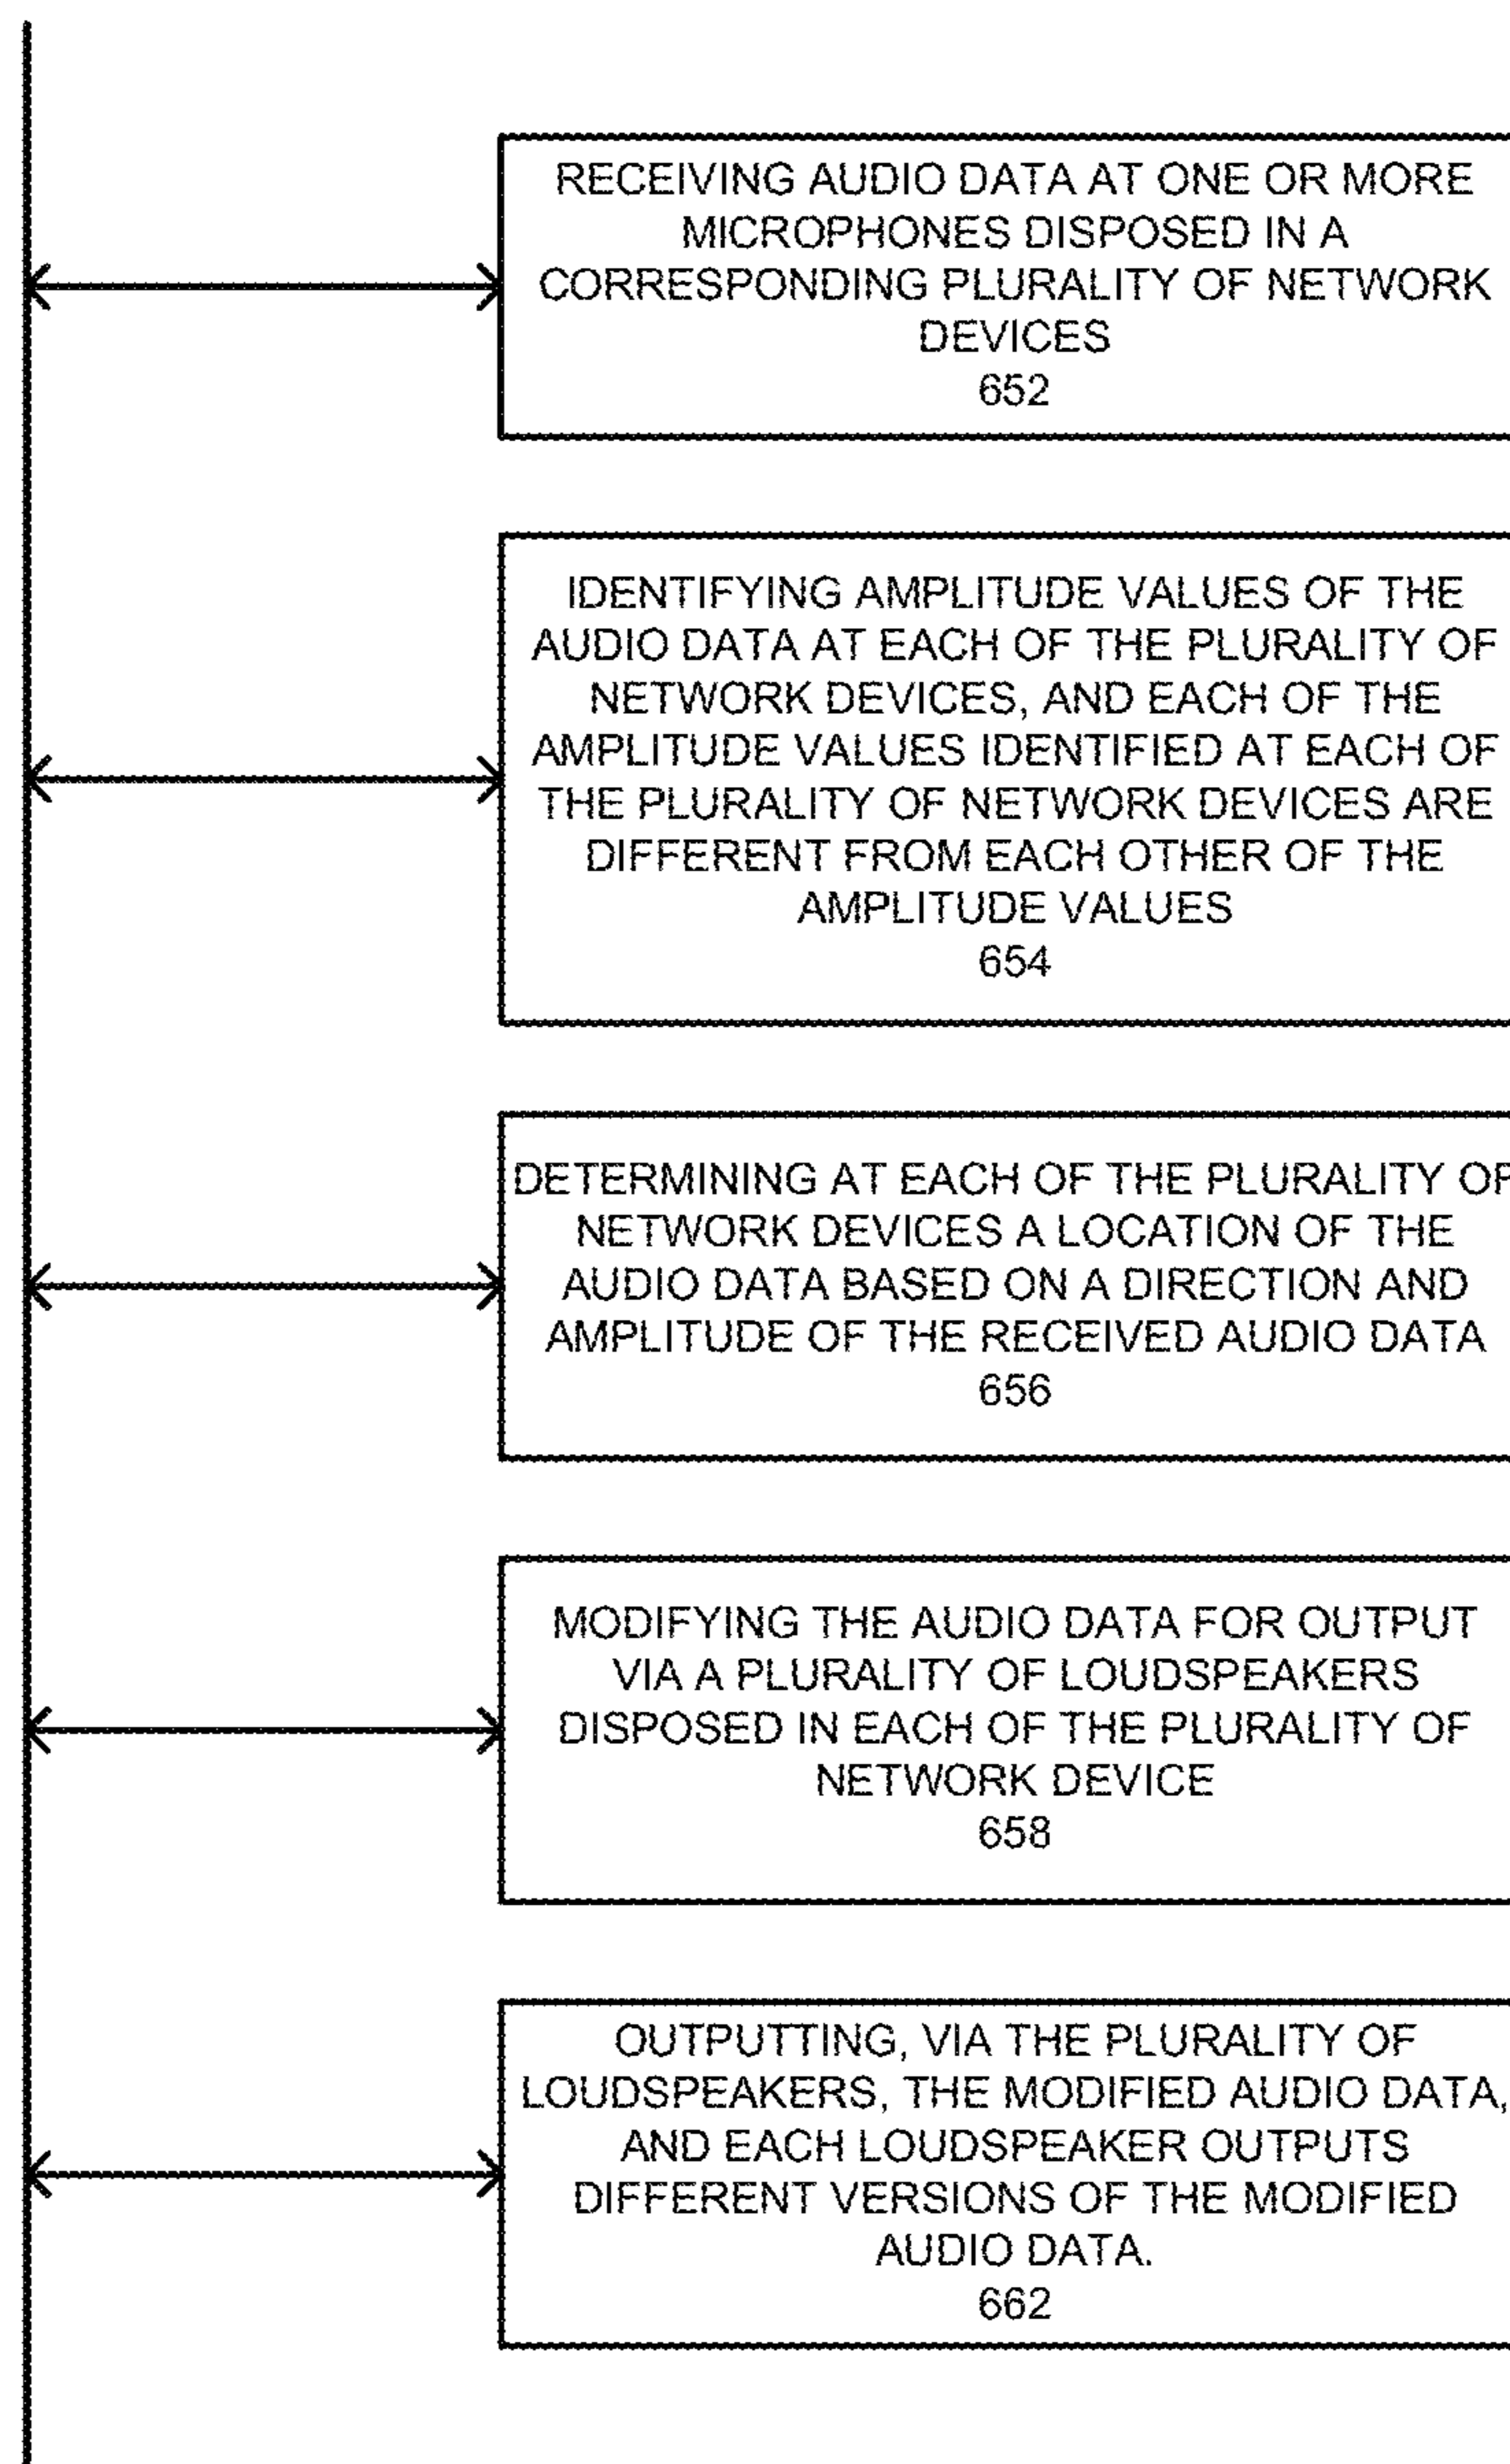 RECEIVING AUDIO DATA AT ONE OR MORE
MICROPHONES DISPOSED IN A
CORRESPONDING PLURALITY OF NETWORK
DEVICES
652
IDENTIFYING AMPLITUDE VALUES OF THE
AUDIO DATA AT EACH OF THE PLURALITY OF
NETWORK DEVICES, AND EACH OF THE
AMPLITUDE VALUES IDENTIFIED AT EACH OF
THE PLURALITY OF NETWORK DEVICES ARE
DIFFERENT FROM EACH OTHER OF THE
AMPLITUDE VALUES
654
DETERMINING AT EACH OF THE PLURALITY OF
NETWORK DEVICES A LOCATION OF THE
AUDIO DATA BASED ON A DIRECTION AND
AMPLITUDE OF THE RECEIVED AUDIO DATA
656
MODIFYING THE AUDIO DATA FOR OUTPUT
VIA A PLURALITY OF LOUDSPEAKERS
DISPOSED IN EACH OF THE PLURALITY OF
NETWORK DEVICE
658
OUTPUTTING, VIA THE PLURALITY OF
LOUDSPEAKERS, THE MODIFIED AUDIO DATA,
AND EACH LOUDSPEAKER OUTPUTS
DIFFERENT VERSIONS OF THE MODIFIED
AUDIO DATA.
662